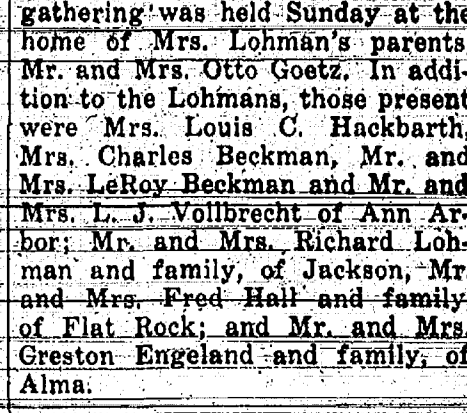 gathering was held Sunday at the
home of Mrs. Lohman's parents
Mr. and Mrs. Otto Goetz. In addi-
tion to the Lohmans, those present
were Mrs. Louis C. Hackbarth
Mrs. Charles Beckman, Mr. and
Mrs. LeRoy Beckman and Mr. and
Mrs. L. J. Vollbrecht of Ann Ar-
bor; Mr. and Mrs. Richard Loh-
man and family, of Jackson, Mr
and Mrs. Fred Hall and family
of Flat Rock; and Mr. and Mrs.
Greston Engeland and family, of
Alma.